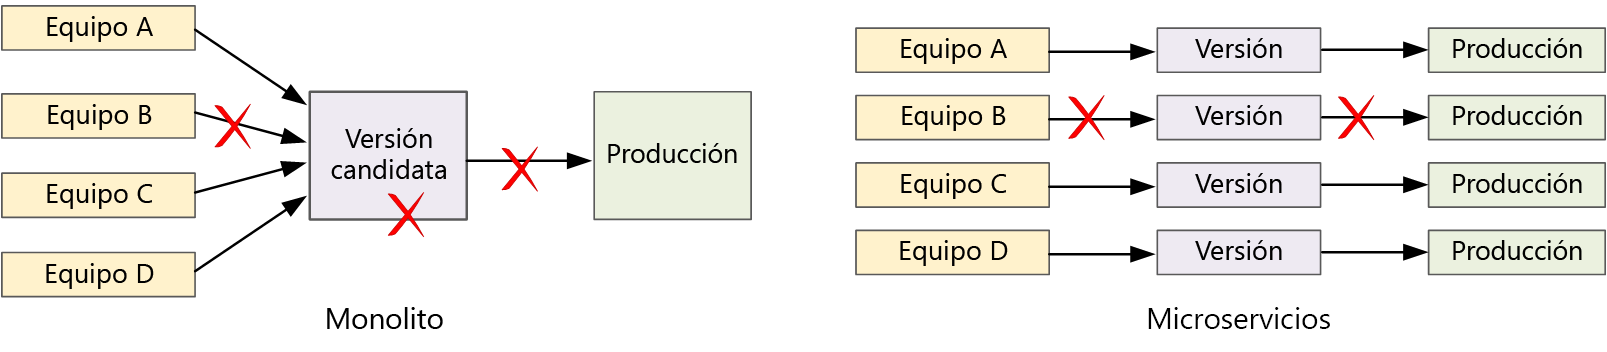 Equipo A
Equipo B
Equipo C
Equipo D
Versión
candidata
Producción
Monolito
Equipo A
Versión
Producción
Equipo B
Versión
Producción
Equipo C
Versión
Producción
Equipo D
Versión
Producción
Microservicios